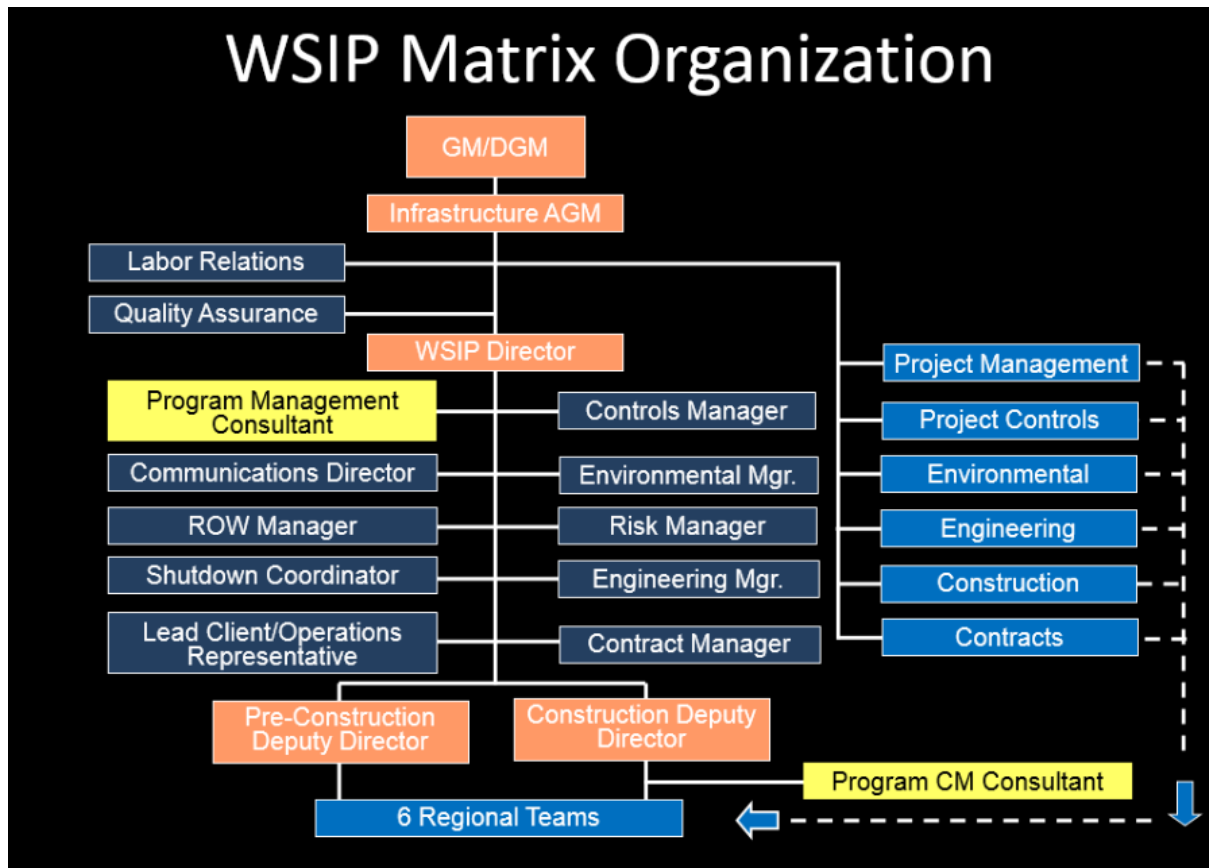 WSIP Matrix Organization
GM/DGM
Infrastructure AGM
Labor Relations
Quality Assurance
WSIP Director
Program Management
Consultant
Controls Manager
Communications Director
Environmental Mgr.
ROW Manager
Risk Manager
Shutdown Coordinator
Engineering Mgr.
Lead Client/Operations
Representative
Contract Manager
Project Management
Project Controls
Environmental
Engineering
Construction
Contracts
Pre-Construction
Deputy Director
Construction Deputy
Director
Program CM Consultant
6 Regional Teams